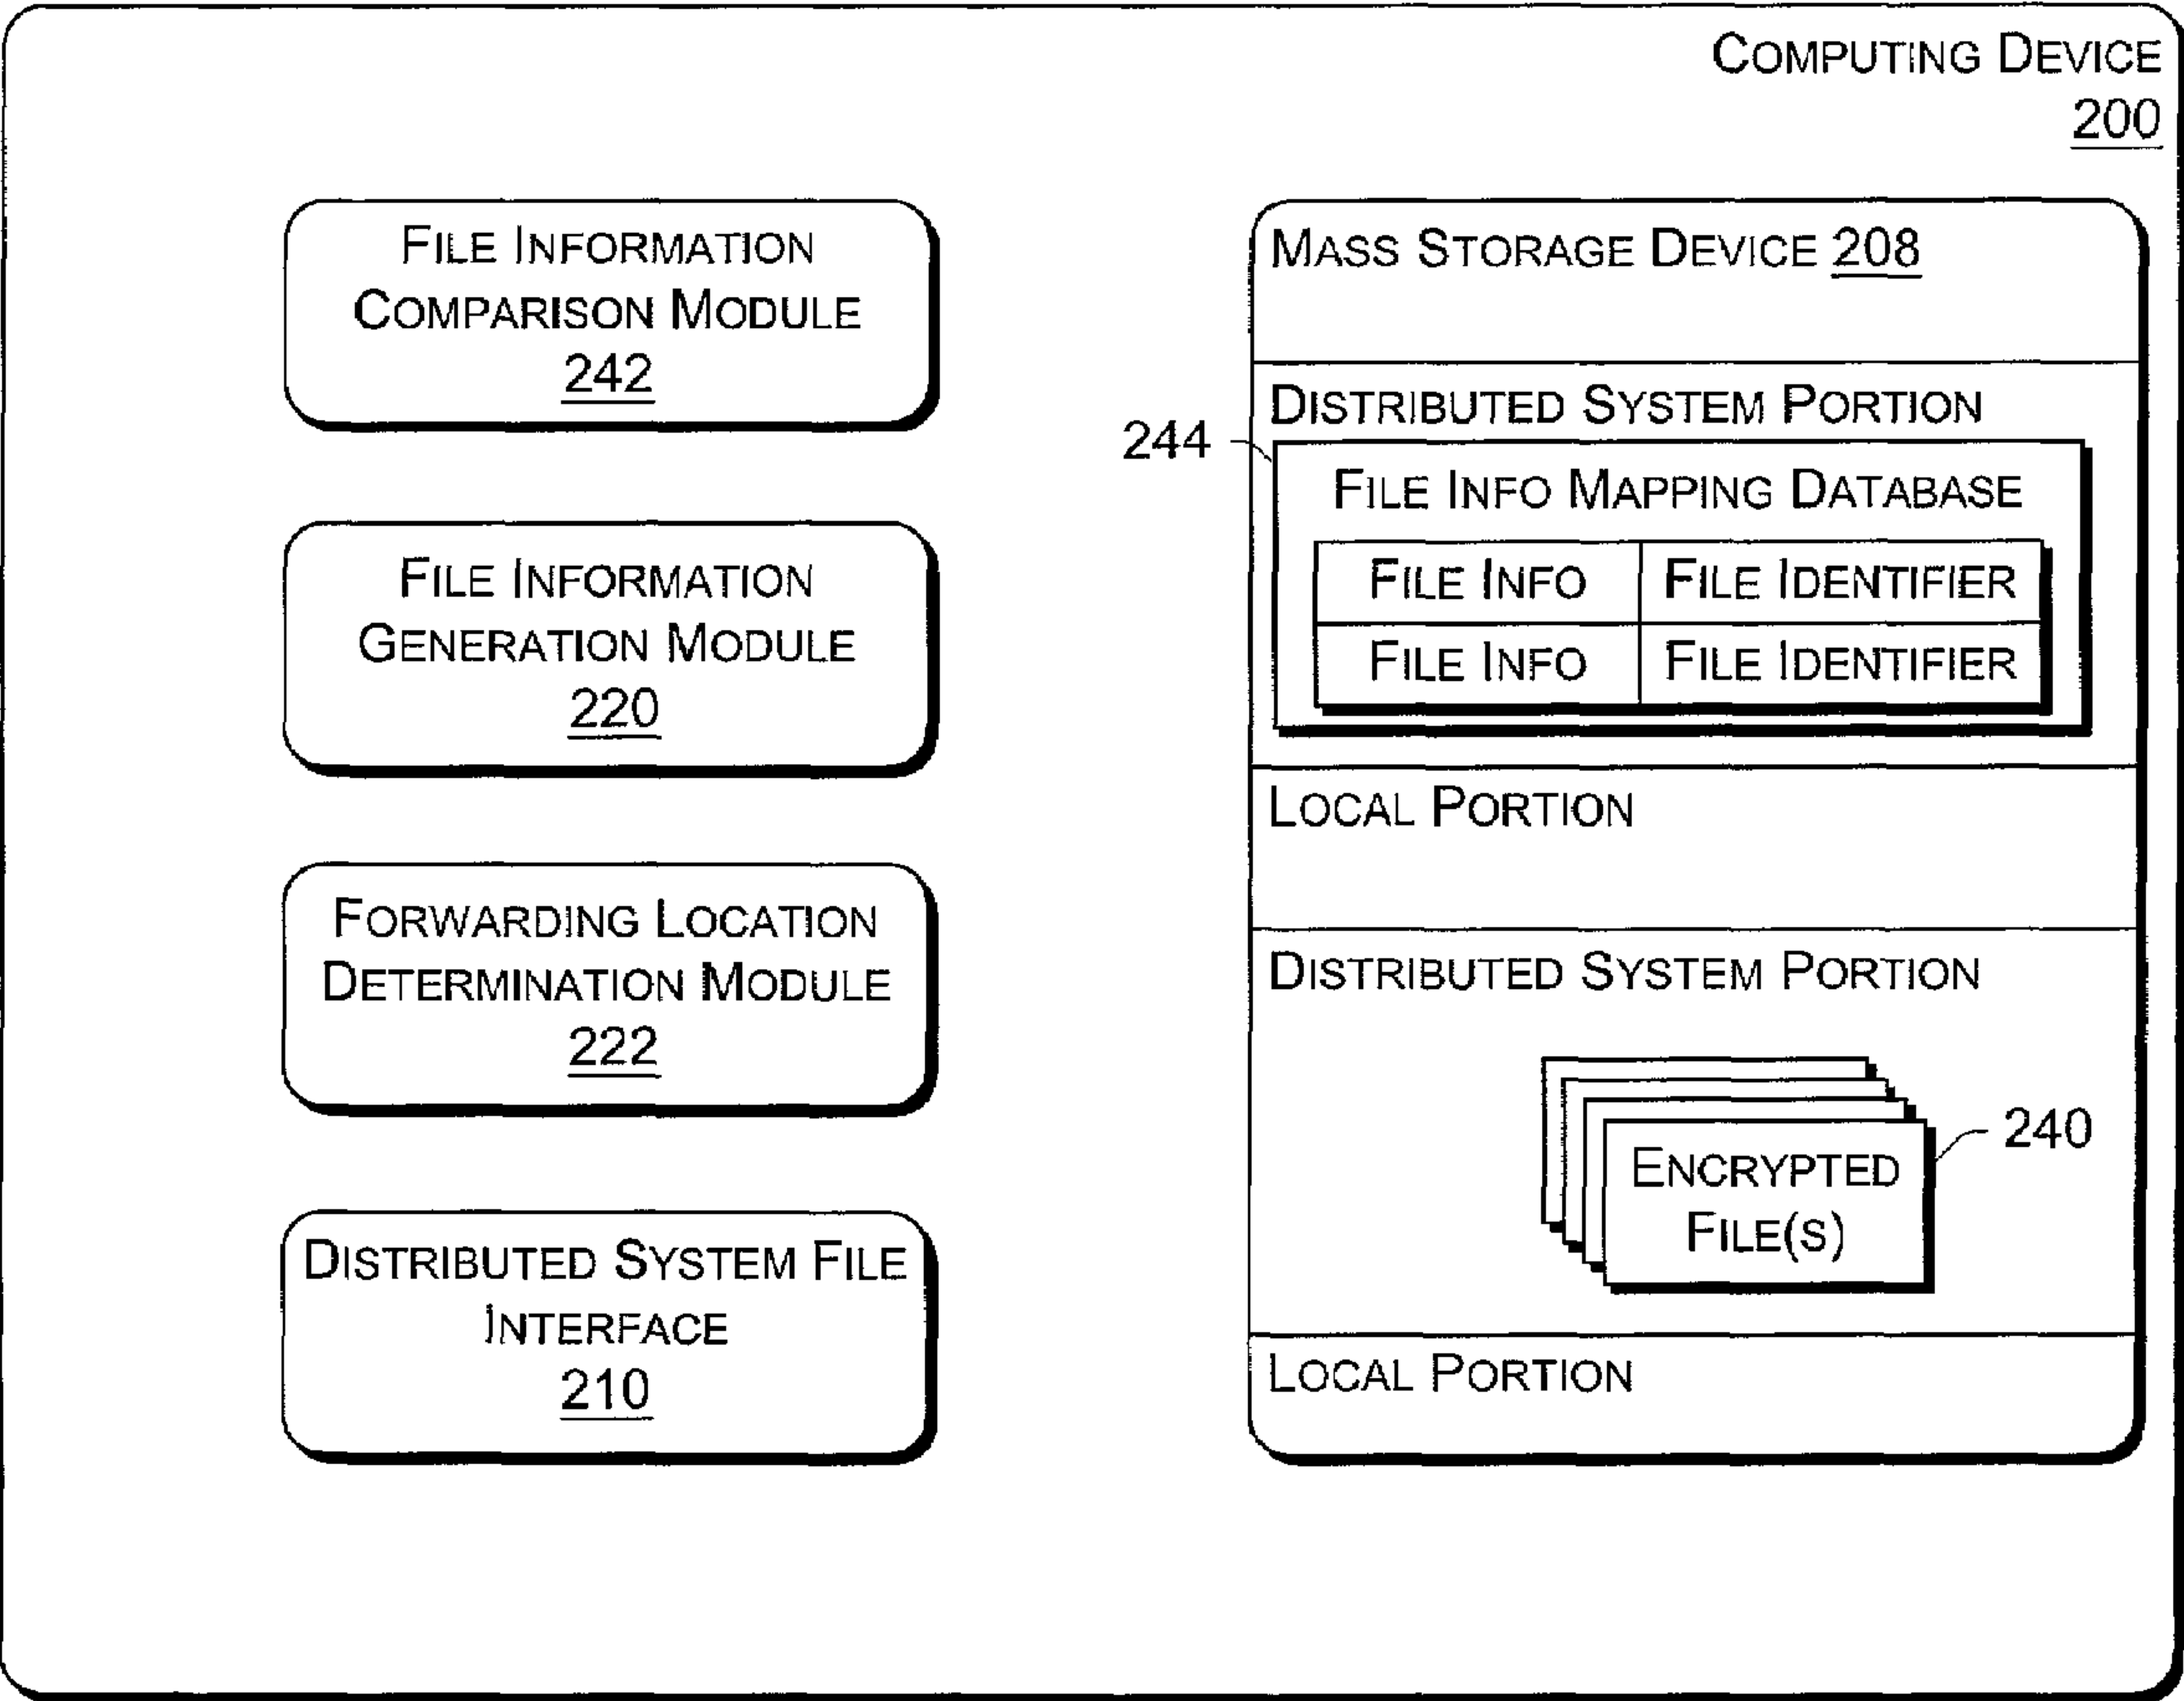 COMPUTING DEVICE
200
FILE INFORMATION
COMPARISON MODULE
242
FILE INFORMATION
GENERATION MODULE
220
FORWARDING LOCATION
DETERMINATION MODULE
222
DISTRIBUTED SYSTEM FILE
INTERFACE
210
MASS STORAGE DEVICE 208
DISTRIBUTED SYSTEM PORTION
244
FILE INFO MAPPING DATABASE
FILE INFO FILE IDENTIFIER
FILE INFO FILE IDENTIFIER
LOCAL PORTION
DISTRIBUTED SYSTEM PORTION
ENCRYPTED
FILE(S)
240
LOCAL PORTION